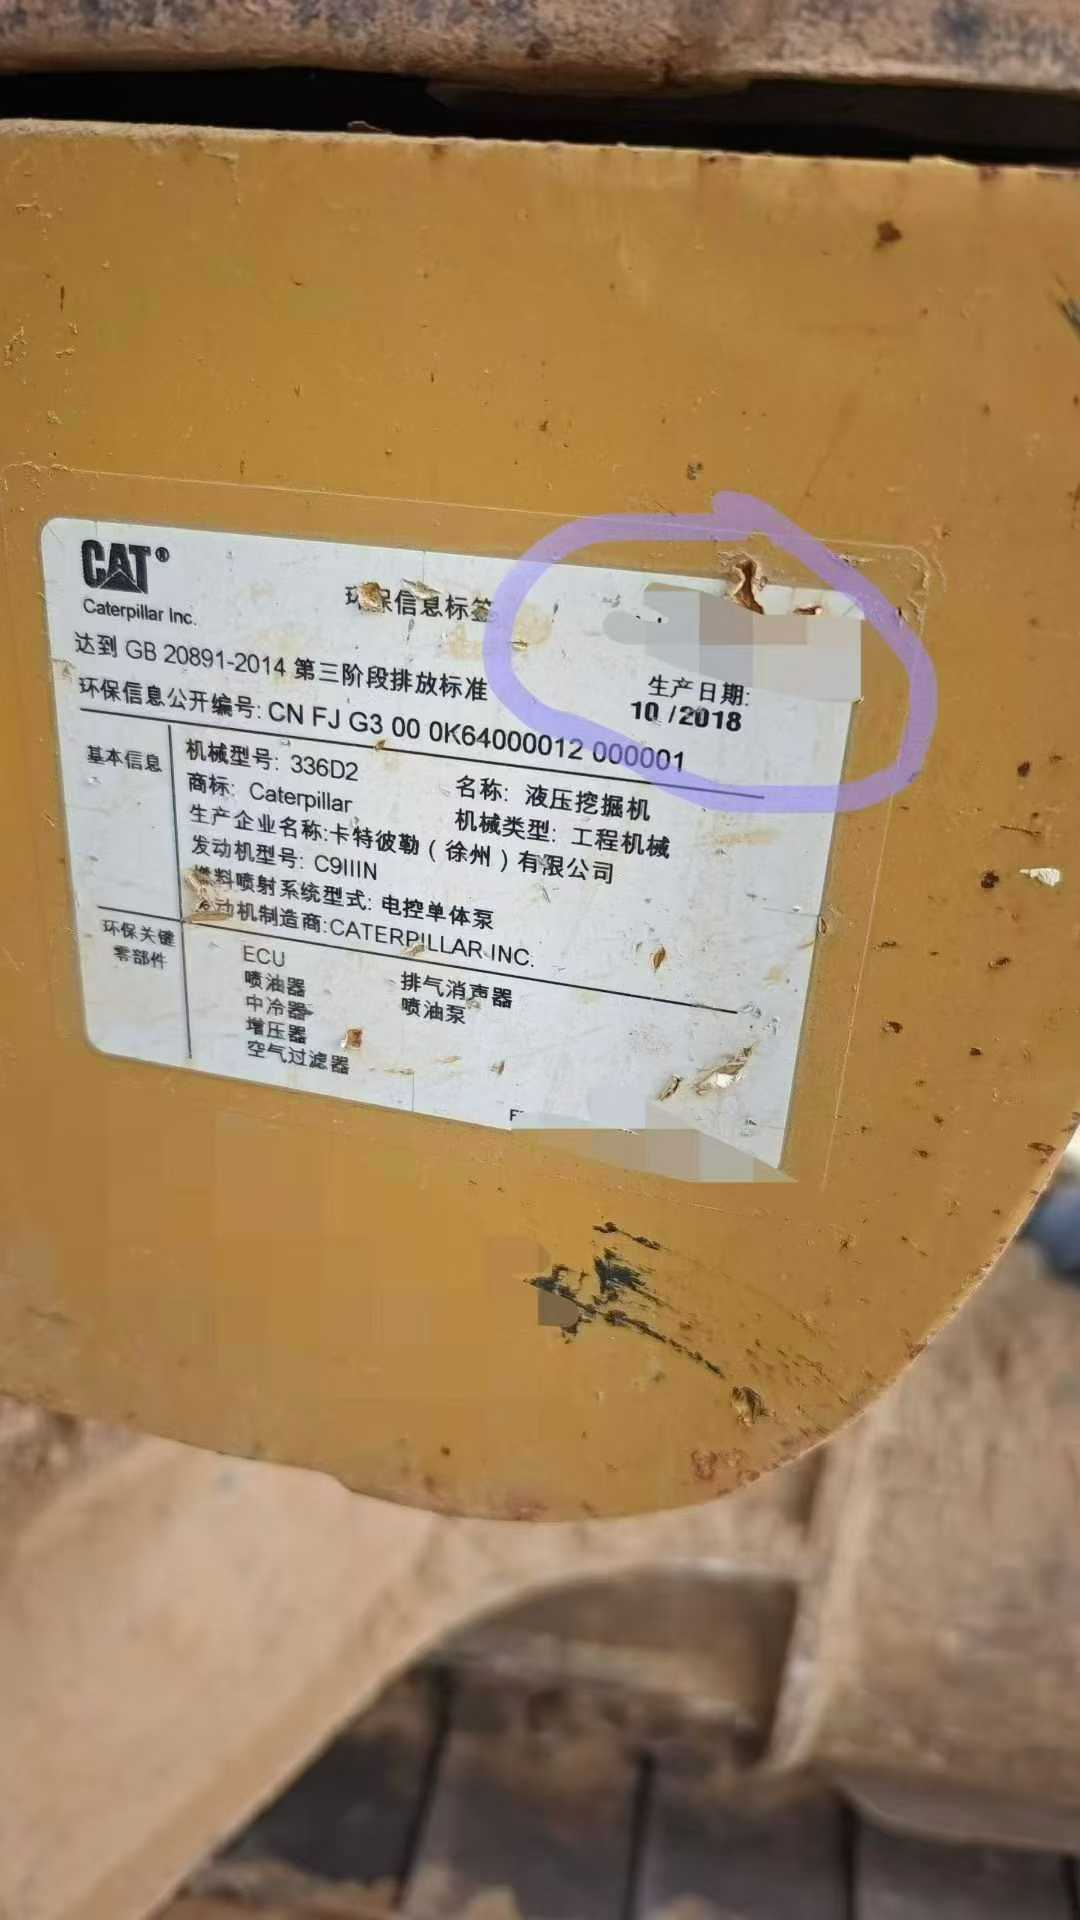 CAT®
Caterpillar Inc.
环保信息标签
达到 GB 20891-2014 第三阶段排放标准
生产日期:
10 /2018
环保信息公开编号: CN FJ G3 00 0K64000012 000001
基本信息
机械型号: 336D2
名称: 液压挖掘机
商标: Caterpillar
机械类型: 工程机械
生产企业名称:卡特彼勒(徐州)有限公司
发动机型号: C9IIIN
燃料喷射系统型式: 电控单体泵
发动机制造商:CATERPILLAR INC.
环保关键
零部件
ECU
喷油器
排气消声器
中冷器
喷油泵
增压器
空气过滤器